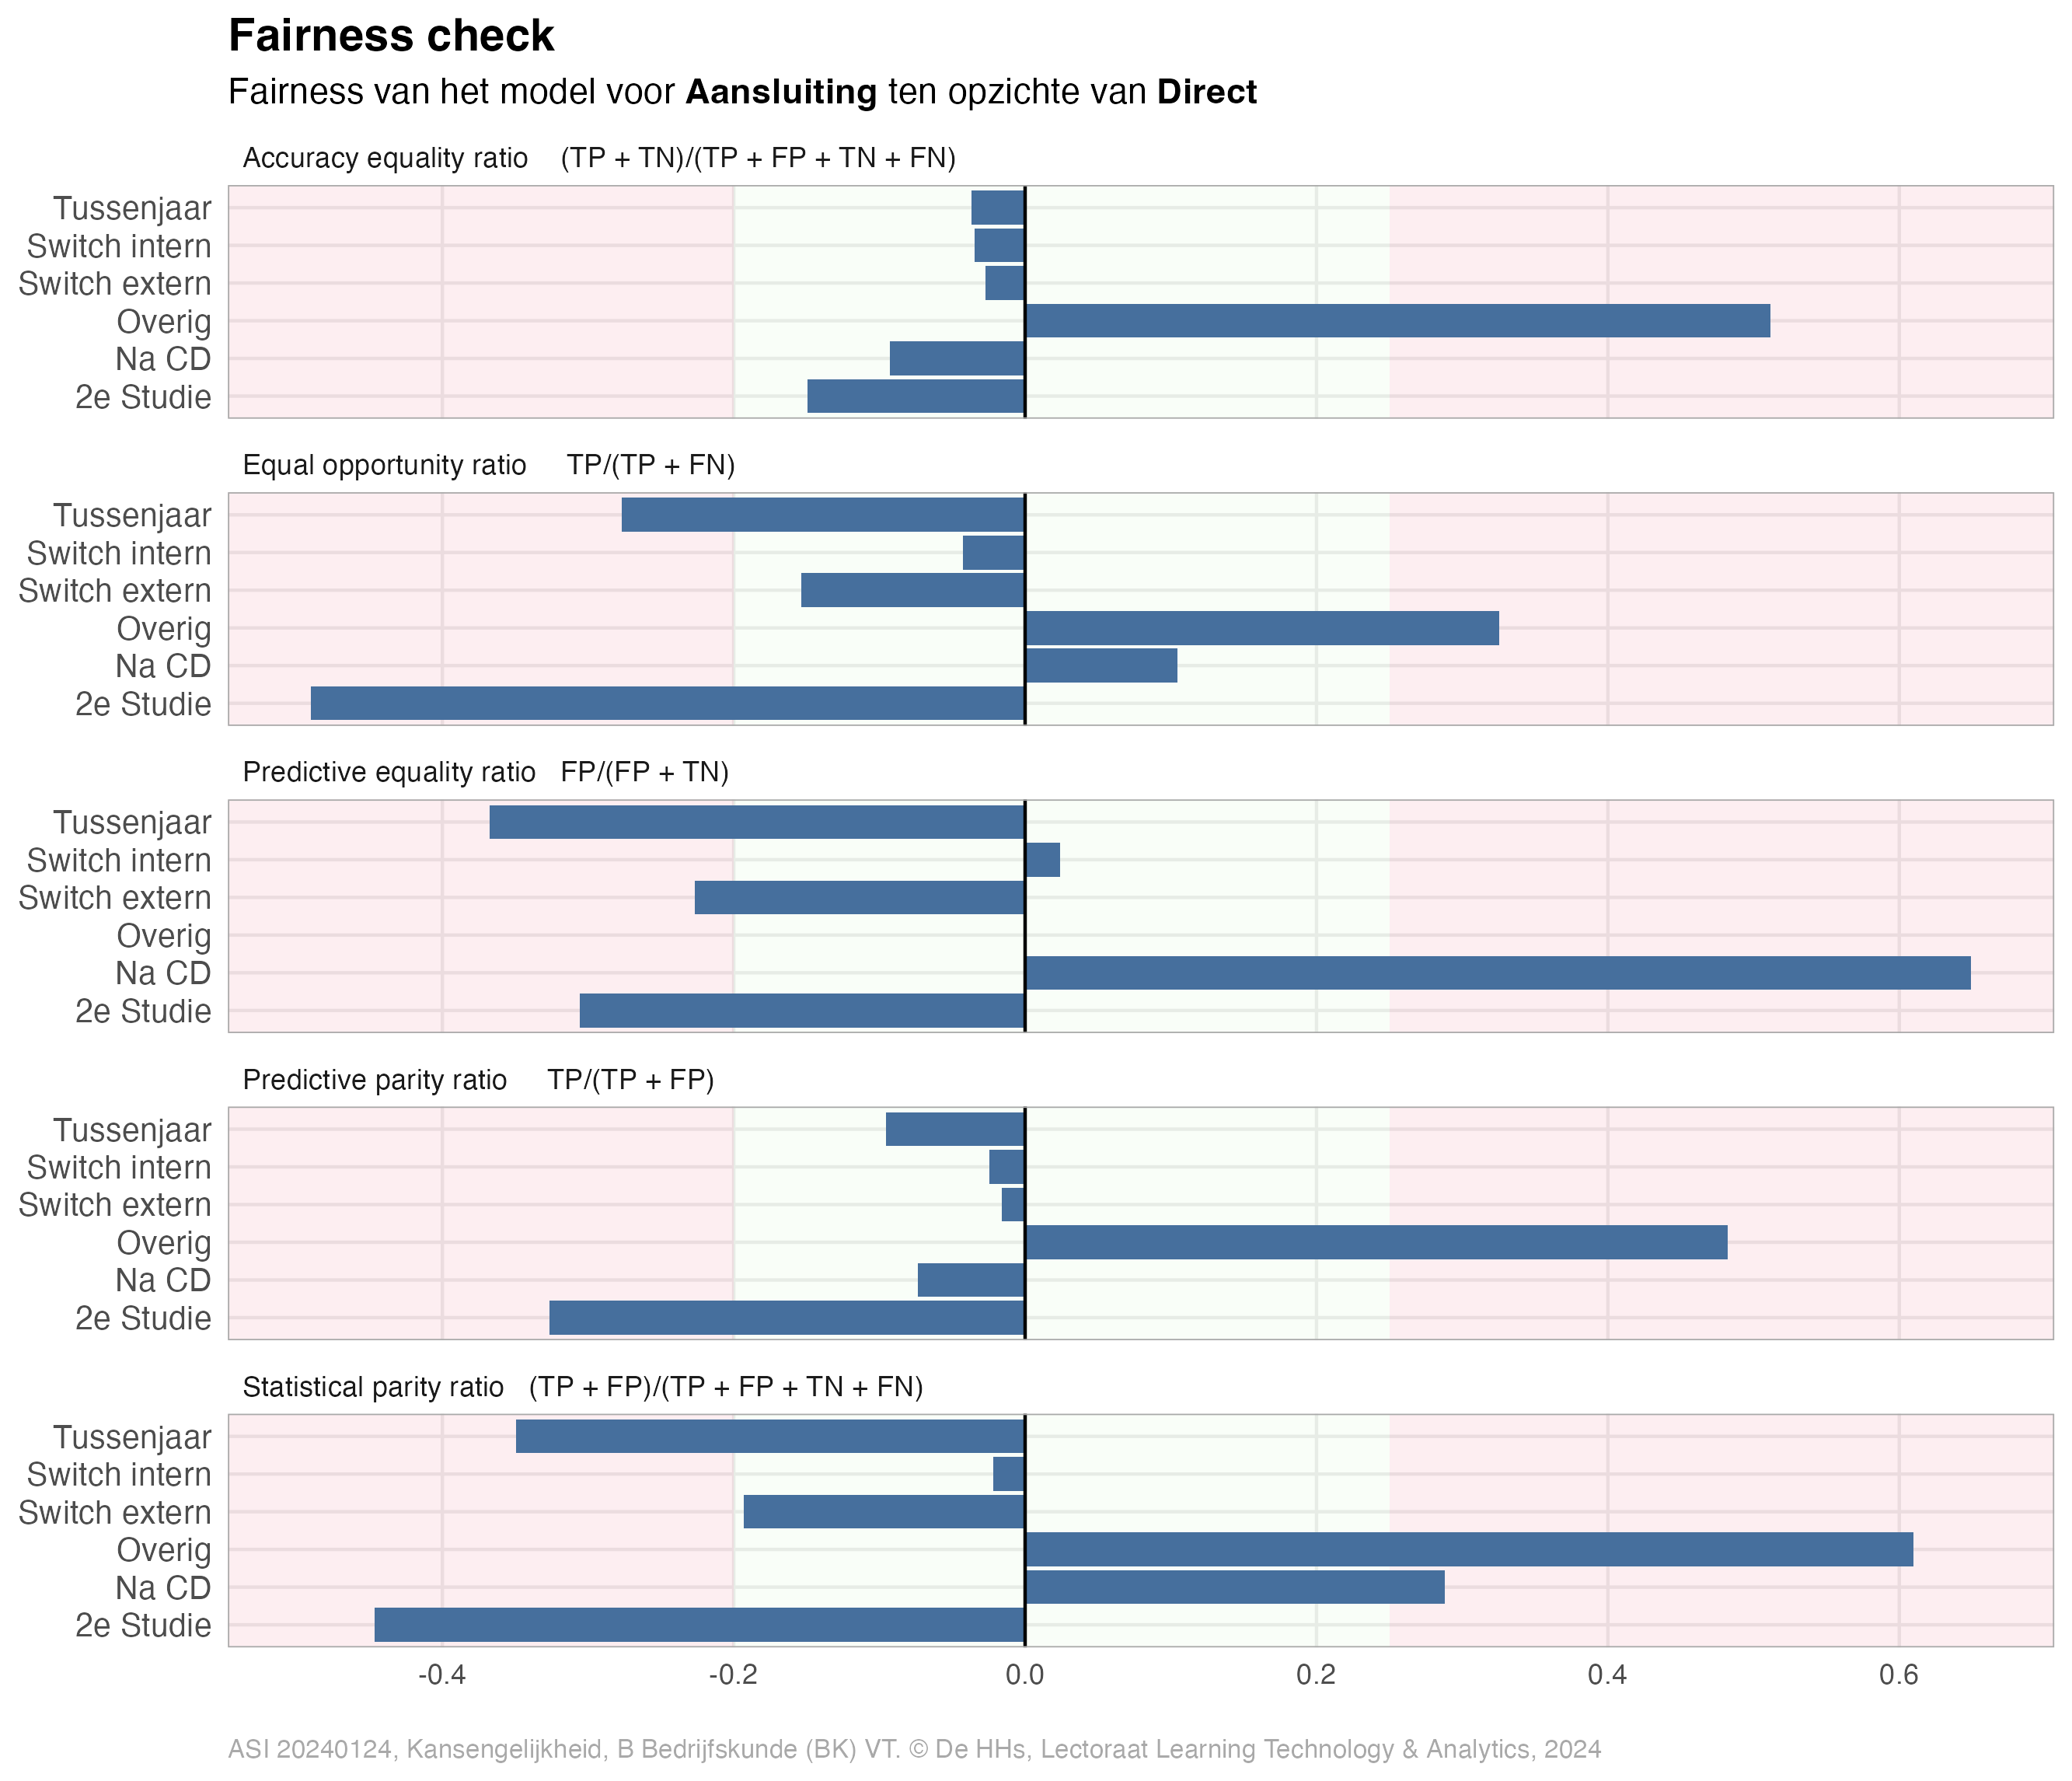 Fairness check
Fairness van het model voor Aansluiting ten opzichte van Direct
Accuracy equality ratio (TP + TN)/(TP + FP + TN + FN)
Tussenjaar
Switch intern
Switch extern
Overig
Na CD
2e Studie
Equal opportunity ratio TP/(TP + FN)
Tussenjaar
Switch intern
Switch extern
Overig
Na CD
2e Studie
Predictive equality ratio FP/(FP + TN)
Tussenjaar
Switch intern
Switch extern
Overig
Na CD
2e Studie
Predictive parity ratio TP/(TP + FP)
Tussenjaar
Switch intern
Switch extern
Overig
Na CD
2e Studie
Statistical parity ratio (TP + FP)/(TP + FP + TN + FN)
Tussenjaar
Switch intern
Switch extern
Overig
Na CD
2e Studie
-0.4 -0.2 0.0 0.2 0.4 0.6
ASI 20240124, Kansengelijkheid, B Bedrijfskunde (BK) VT. © De HHs, Lectoraat Learning Technology & Analytics, 2024